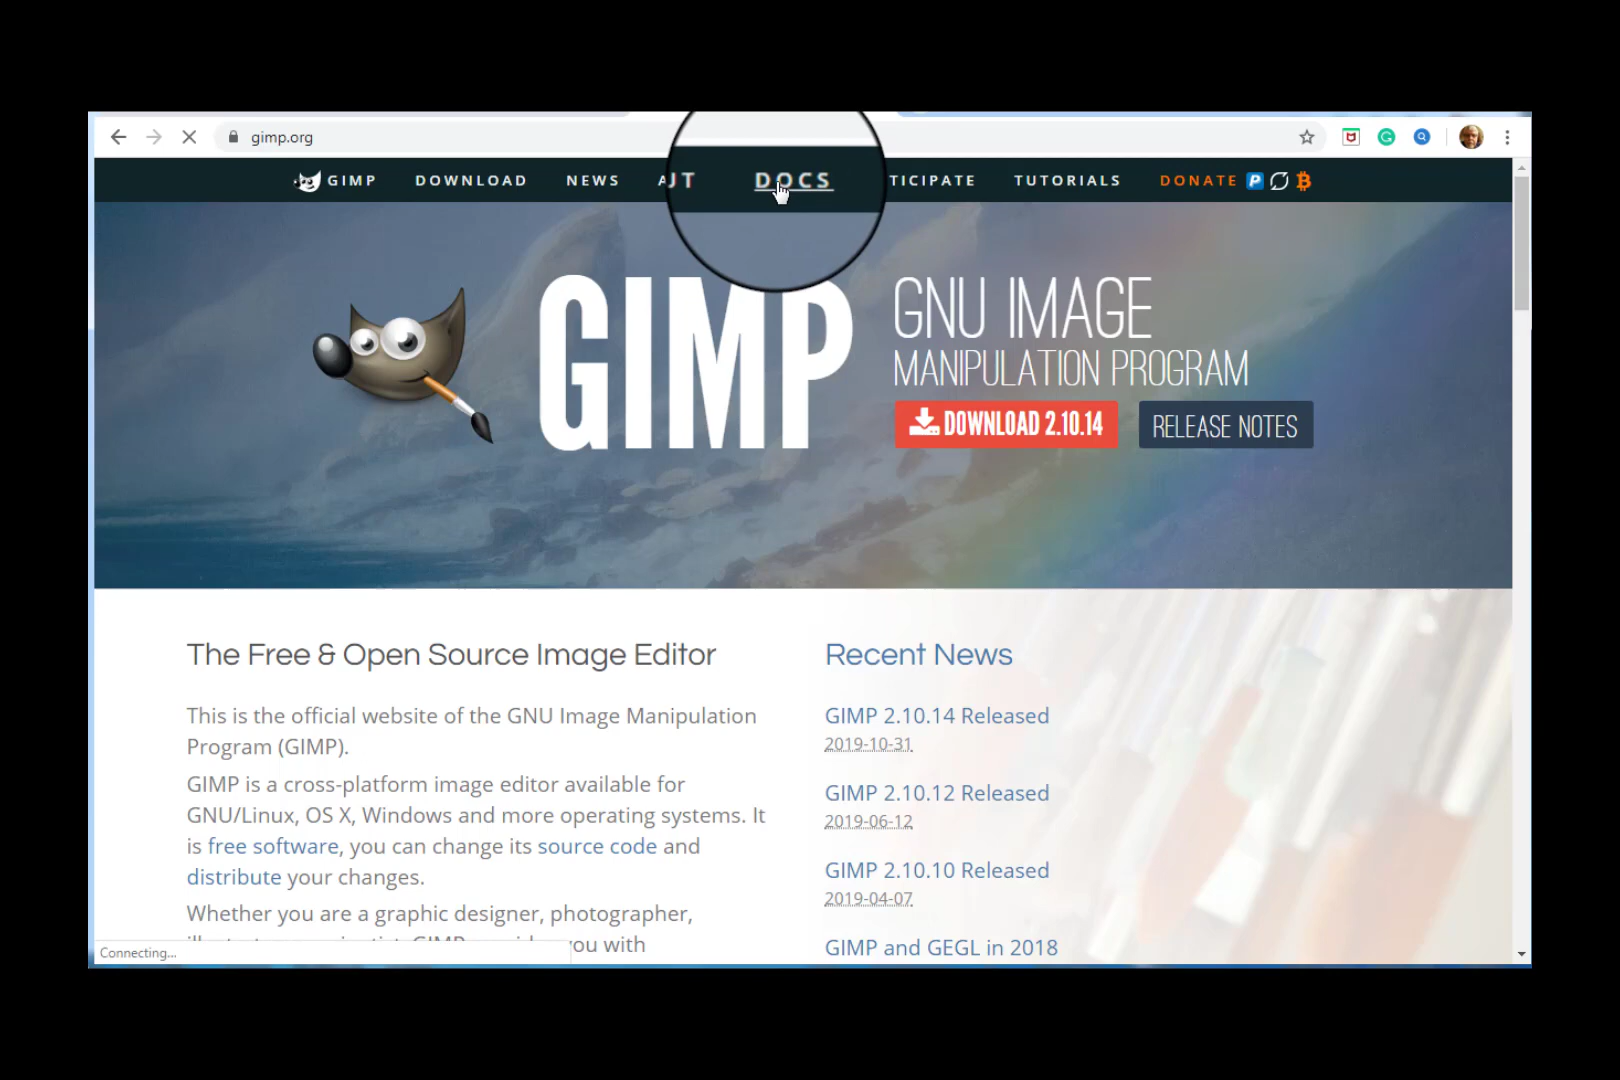 gimp.org
GIMP DOWNLOAD NEWS DOCS TUTORIALS DONATE
GIMP
GNU IMAGE
MANIPULATION PROGRAM
DOWNLOAD 2.10.14 RELEASE NOTES
The Free & Open Source Image Editor
This is the official website of the GNU Image Manipulation
Program (GIMP).
GIMP is a cross-platform image editor available for
GNU/Linux, OS X, Windows and more operating systems. It
is free software, you can change its source code and
distribute your changes.
Whether you are a graphic designer, photographer,
you with
Connecting...
Recent News
GIMP 2.10.14 Released
2019-10-31
GIMP 2.10.12 Released
2019-06-12
GIMP 2.10.10 Released
2019-04-07
GIMP and GEGL in 2018